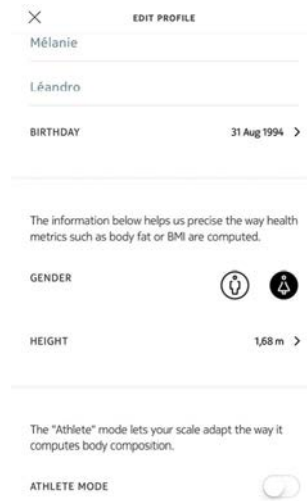 EDIT PROFILE
Mélanie
Léandro
BIRTHDAY
31 Aug 1994
The information below helps us precise the way health
metrics such as body fat or BMI are computed.
GENDER
HEIGHT
1,68 m
The "Athlete" mode lets your scale adapt the way it
computes body composition.
ATHLETE MODE